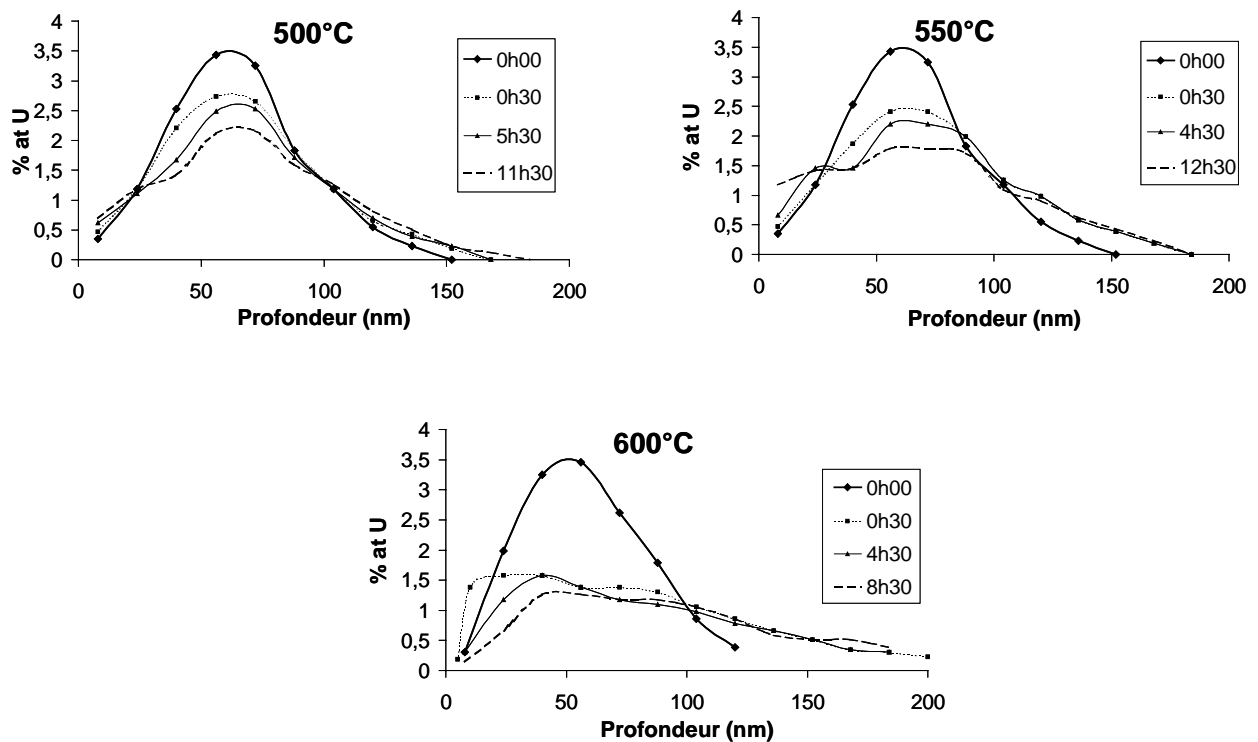 500°C
% at U
4
3,5
3
2,5
2
1,5
1
0,5
0
0 50 100 150 200
Profondeur (nm)
0h00
0h30
5h30
11h30
550°C
% at U
4
3,5
3
2,5
2
1,5
1
0,5
0
0 50 100 150 200
Profondeur (nm)
0h00
0h30
4h30
12h30
600°C
% at U
4
3,5
3
2,5
2
1,5
1
0,5
0
0 50 100 150 200
Profondeur (nm)
0h00
0h30
4h30
8h30